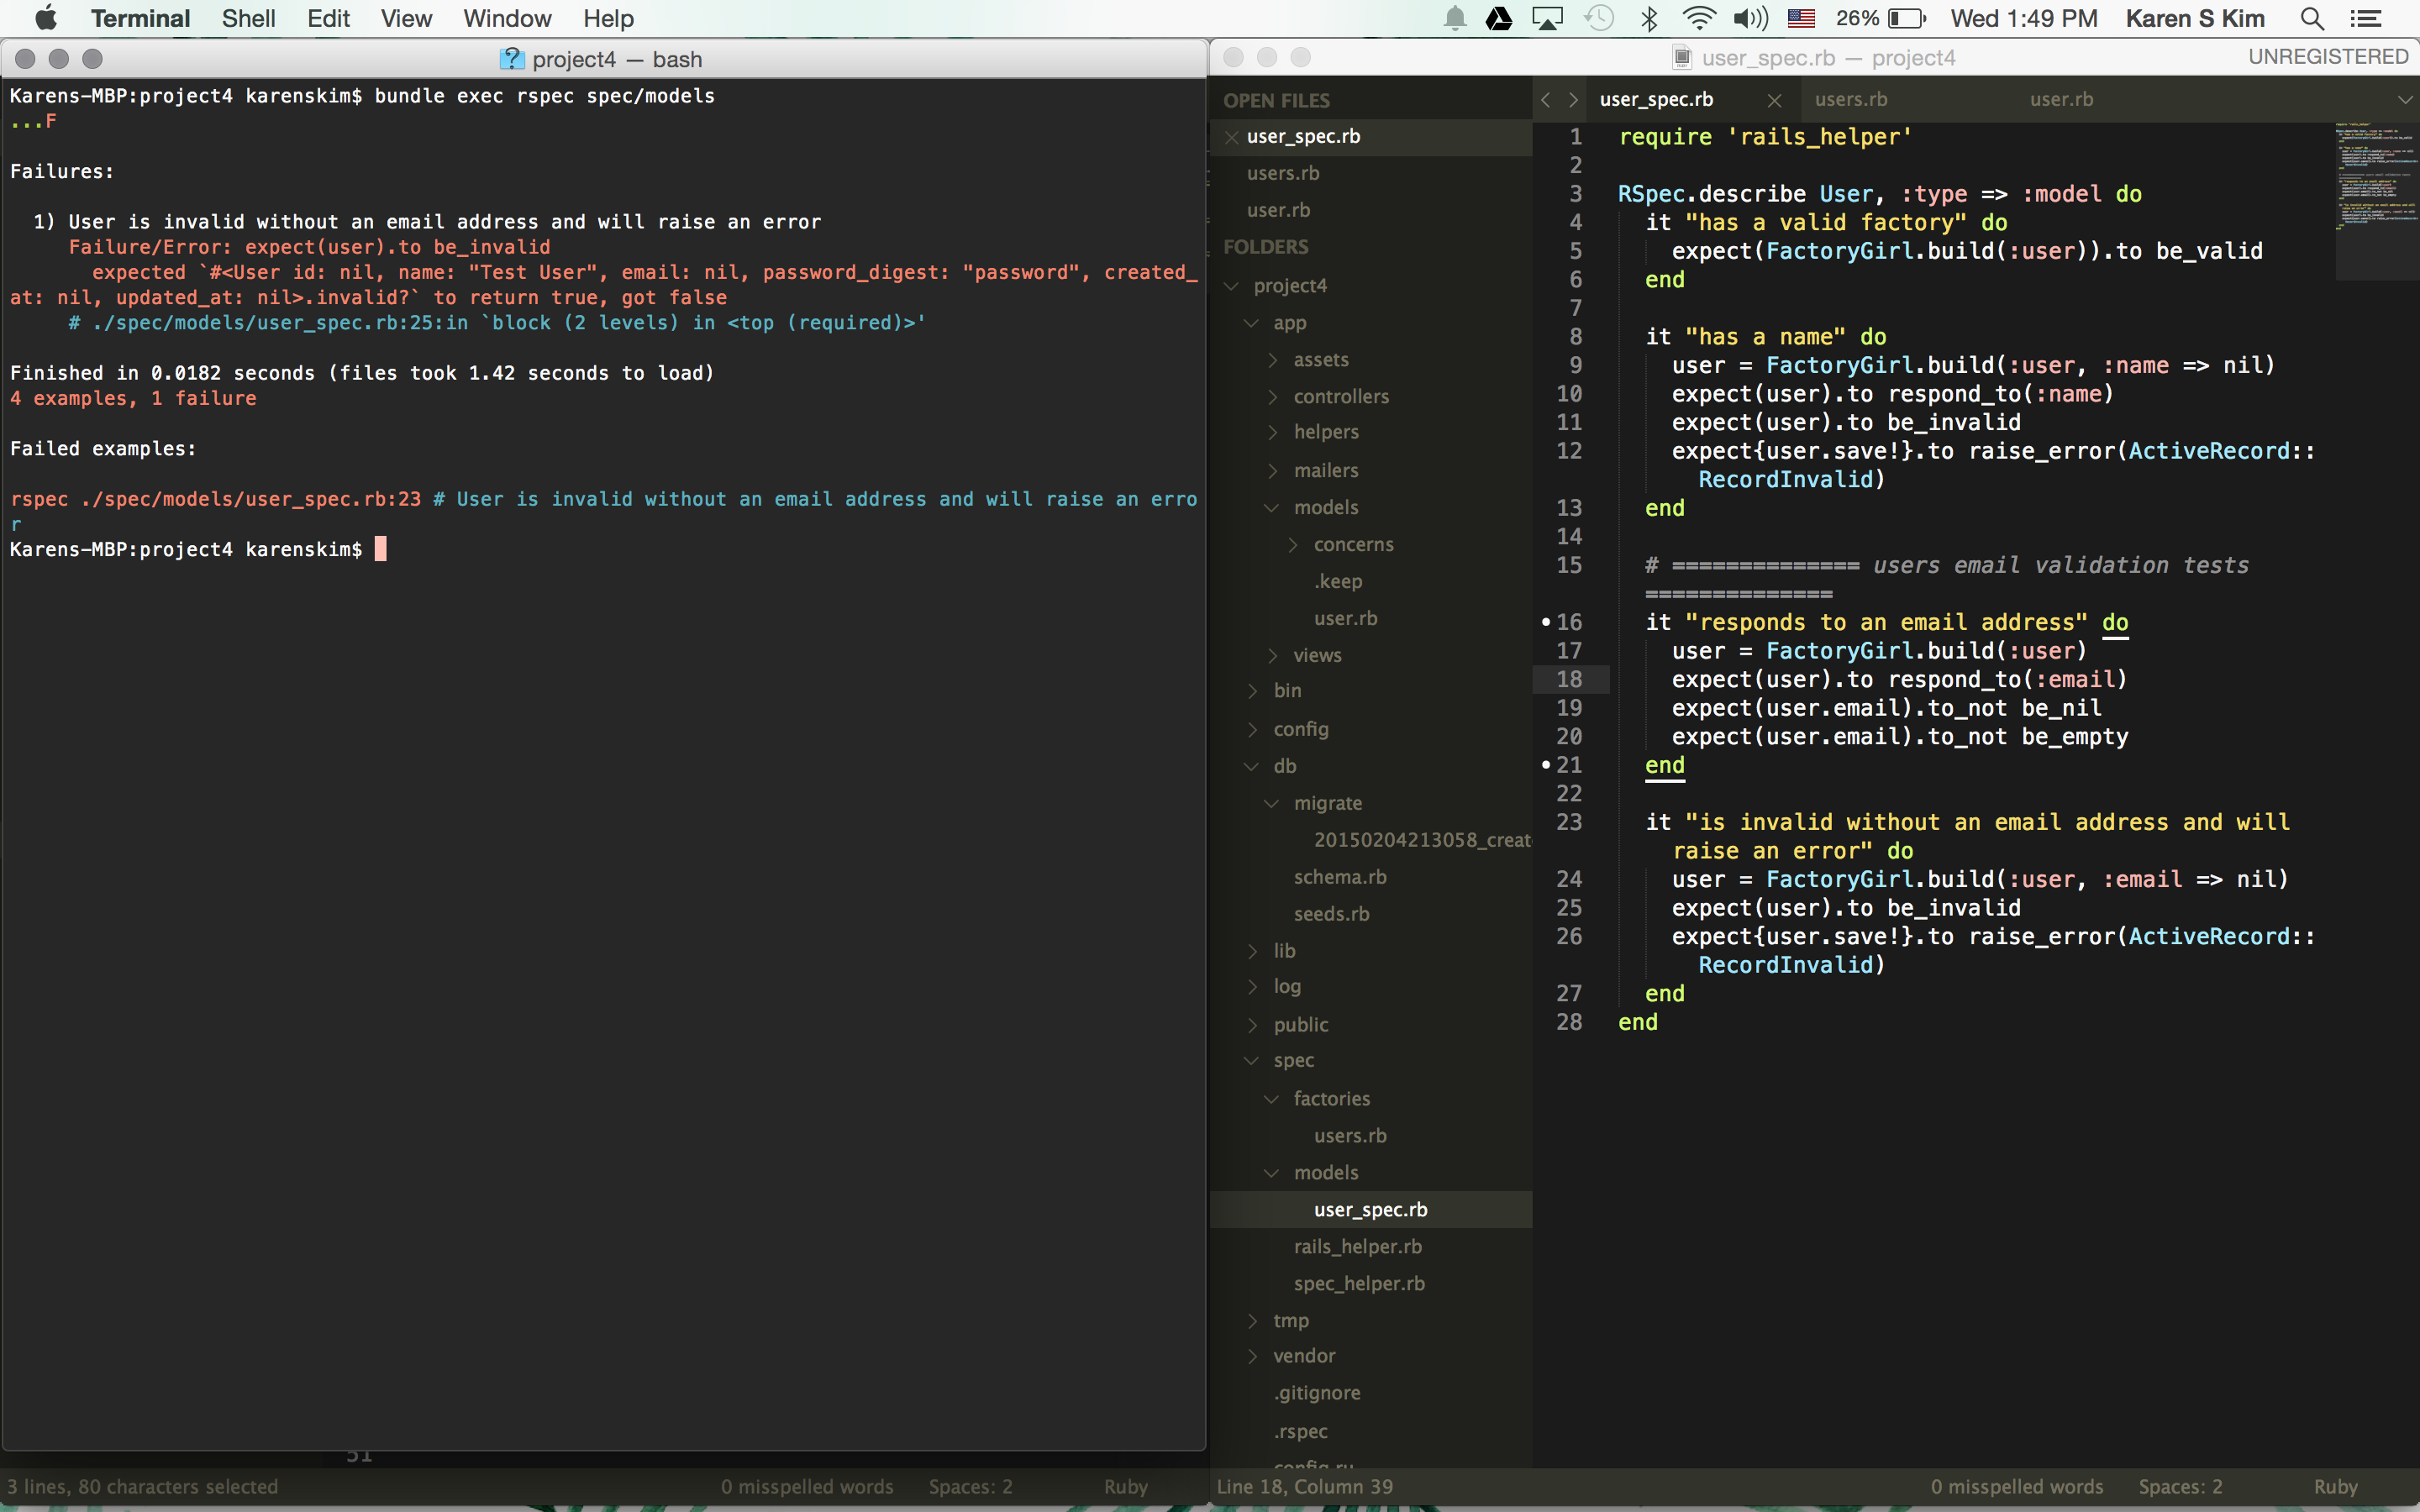 Terminal Shell Edit View Window Help 26% Wed 1:49 PM Karen S Kim
project4 — bash
Karens-MBP:project4 karenskim$ bundle exec rspec spec/models
...F
Failures:
1) User is invalid without an email address and will raise an error
Failure/Error: expect(user).to be_invalid
expected `#<User id: nil, name: "Test User", email: nil, password_digest: "password", created_
at: nil, updated_at: nil>.invalid?` to return true, got false
# ./spec/models/user_spec.rb:25:in `block (2 levels) in <top (required)>'
Finished in 0.0182 seconds (files took 1.42 seconds to load)
4 examples, 1 failure
Failed examples:
rspec ./spec/models/user_spec.rb:23 # User is invalid without an email address and will raise an erro
r
Karens-MBP:project4 karenskim$
51
3 lines, 80 characters selected 0 misspelled words Spaces: 2 Ruby
user_spec.rb — project4 UNREGISTERED
OPEN FILES
user_spec.rb
users.rb
user.rb
FOLDERS
project4
app
assets
controllers
helpers
mailers
models
concerns
.keep
user.rb
views
bin
config
db
migrate
20150204213058_creat
schema.rb
seeds.rb
lib
log
public
spec
factories
users.rb
models
user_spec.rb
rails_helper.rb
spec_helper.rb
tmp
vendor
.gitignore
.rspec
config.ru
user_spec.rb users.rb user.rb
1 require 'rails_helper'
2
3 RSpec.describe User, :type => :model do
4 it "has a valid factory" do
5 expect(FactoryGirl.build(:user)).to be_valid
6 end
7
8 it "has a name" do
9 user = FactoryGirl.build(:user, :name => nil)
10 expect(user).to respond_to(:name)
11 expect(user).to be_invalid
12 expect{user.save!}.to raise_error(ActiveRecord::
RecordInvalid)
13 end
14
15 # ============== users email validation tests
==============
16 it "responds to an email address" do
17 user = FactoryGirl.build(:user)
18 expect(user).to respond_to(:email)
19 expect(user.email).to_not be_nil
20 expect(user.email).to_not be_empty
21 end
22
23 it "is invalid without an email address and will
raise an error" do
24 user = FactoryGirl.build(:user, :email => nil)
25 expect(user).to be_invalid
26 expect{user.save!}.to raise_error(ActiveRecord::
RecordInvalid)
27 end
28 end
Line 18, Column 39 0 misspelled words Spaces: 2 Ruby